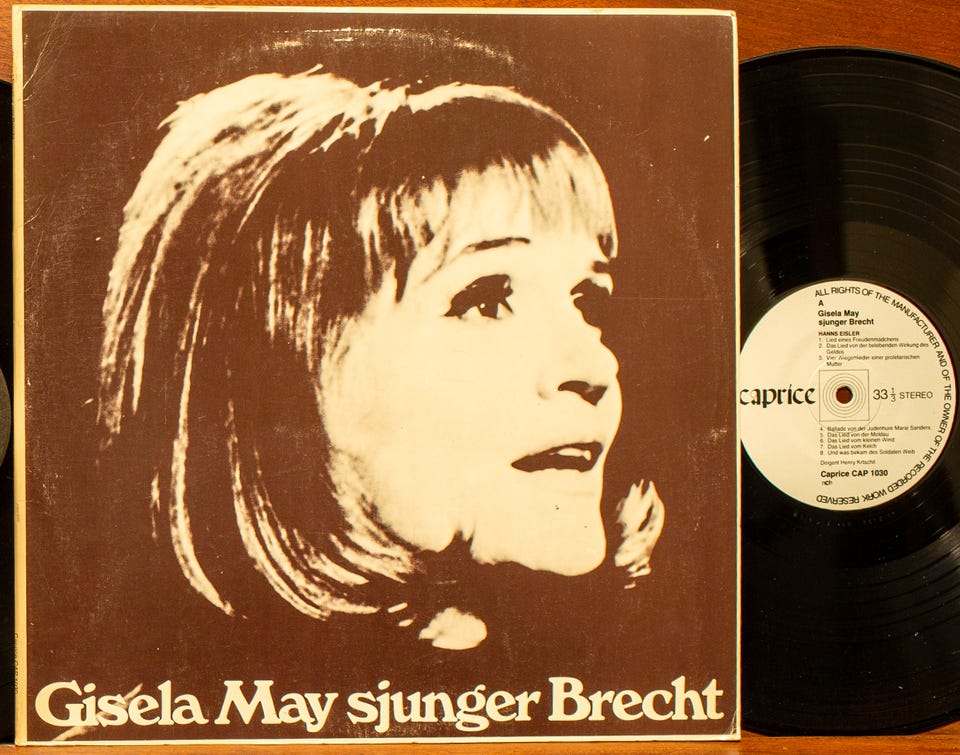 Gisela May sjunger Brecht
ALL RIGHTS OF THE MANUFACTURER AND OF THE OWNER OF THE RECORDED WORK RESERVED
A
Gisela May
sjunger Brecht
HANNS EISLER
1. Lied eines Freudenmädchens
2. Das Lied von der belebenden Wirkung des
Geldes
3. Vier Wiegenlieder einer proletarischen
Mutter
caprice
33 1/3 STEREO
4. Ballade von der Judenhure Marie Sanders
5. Das Lied von der Moldau
6. Das Lied vom kleinen Wind
7. Das Lied vom Kelch
8. Und was bekam des Soldaten Weib
Dirigent Henry Krtschil
Caprice CAP 1030
ncb